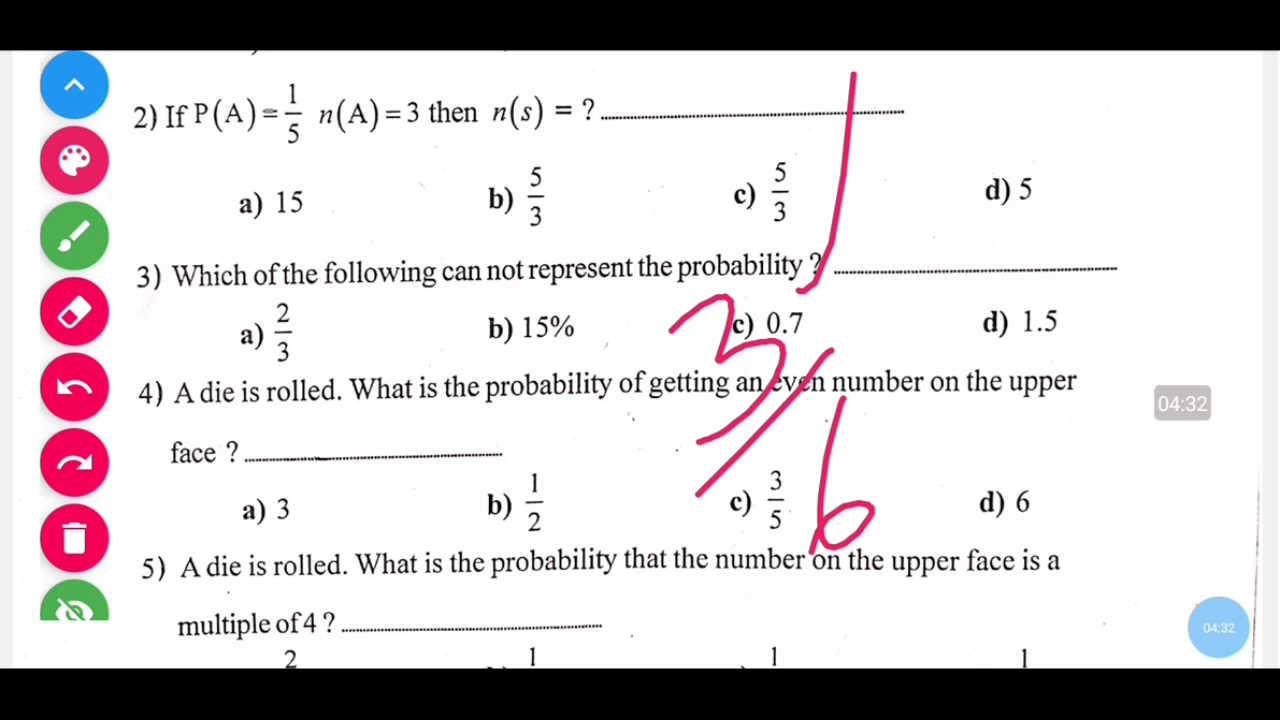 2) If P(A) = 1/5 n(A) = 3 then n(s) = ? ............
a) 15 b) 5/3 c) 5/3 d) 5
3) Which of the following can not represent the probability ? ............
a) 2/3 b) 15% c) 0.7 d) 1.5
4) A die is rolled. What is the probability of getting an even number on the upper
face ? ............
a) 3 b) 1/2 c) 3/5 d) 6
3/6
5) A die is rolled. What is the probability that the number on the upper face is a
multiple of 4 ? ............
2 1 1 1
04:32
04:32